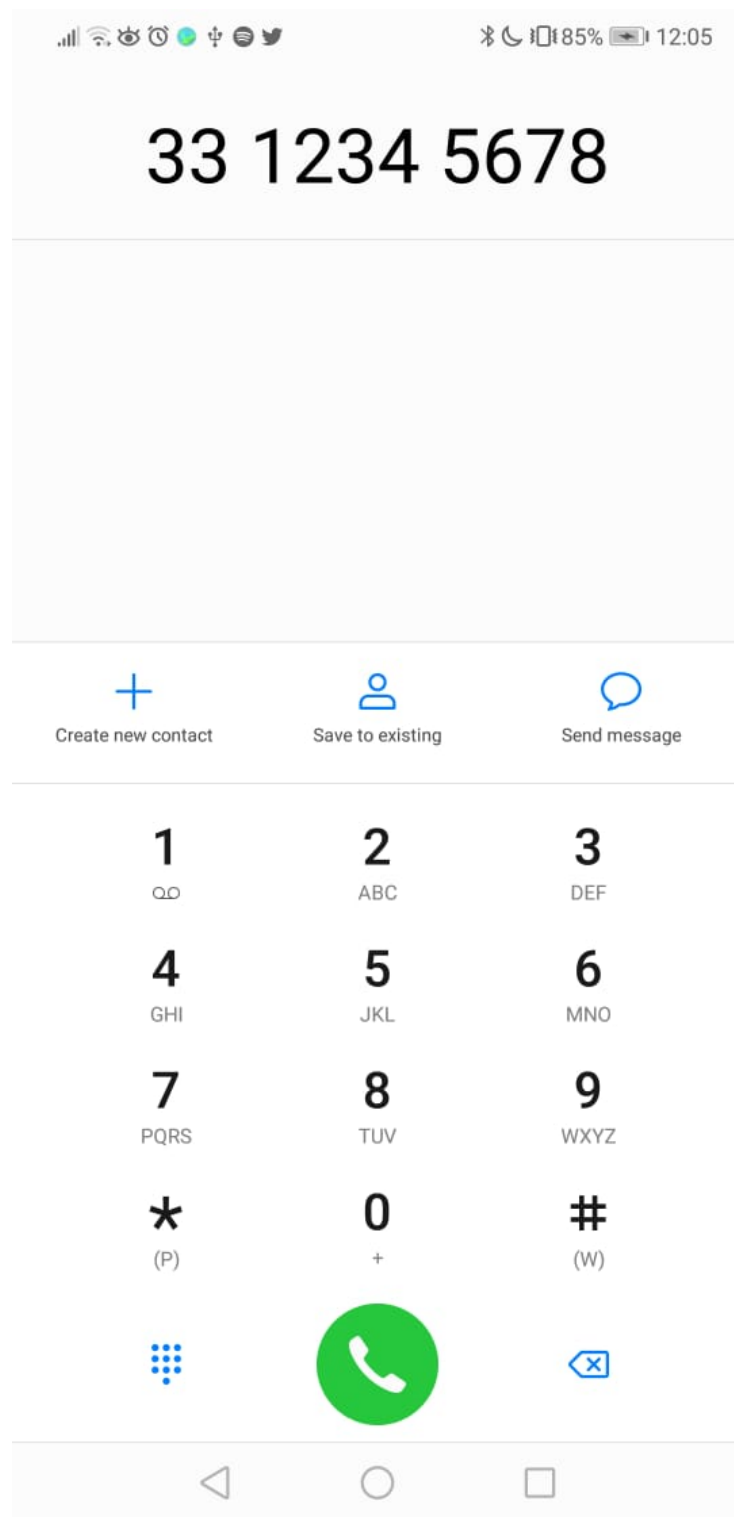 85% 12:05
33 1234 5678
Create new contact Save to existing Send message
1 2 3
ABC DEF
4 5 6
GHI JKL MNO
7 8 9
PQRS TUV WXYZ
* 0 #
(P) + (W)